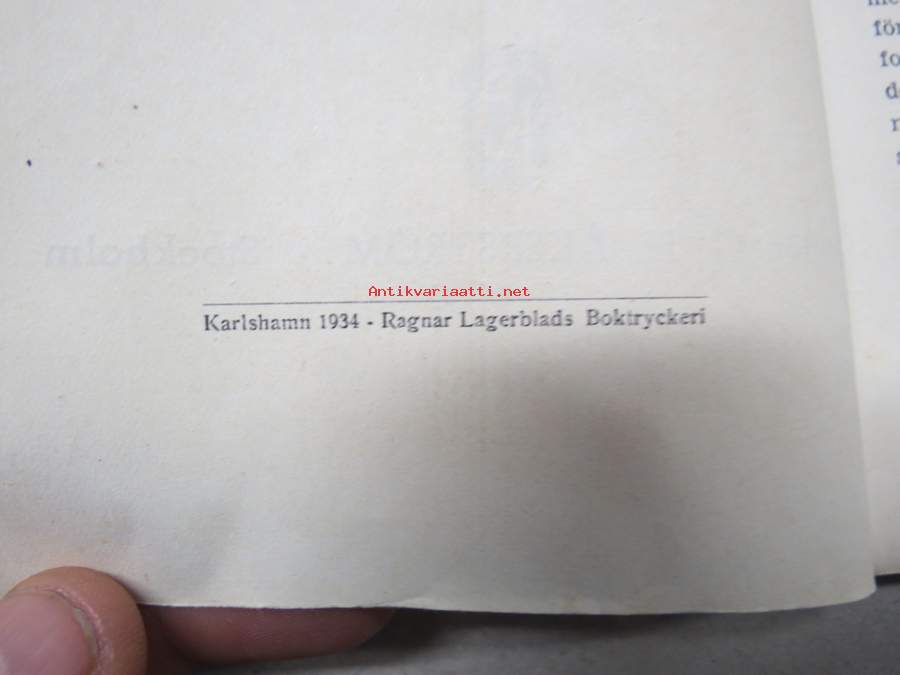 Antikvariaatti.net
Karlshamn 1934 - Ragnar Lagerblads Boktryckeri